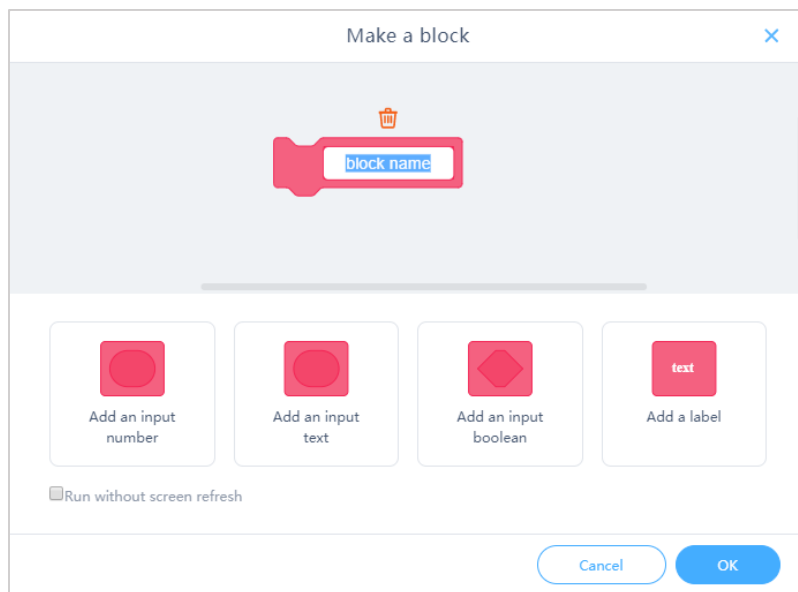 Make a block
block name
text
Add an input
number
Add an input
text
Add an input
boolean
Add a label
Run without screen refresh
Cancel
OK